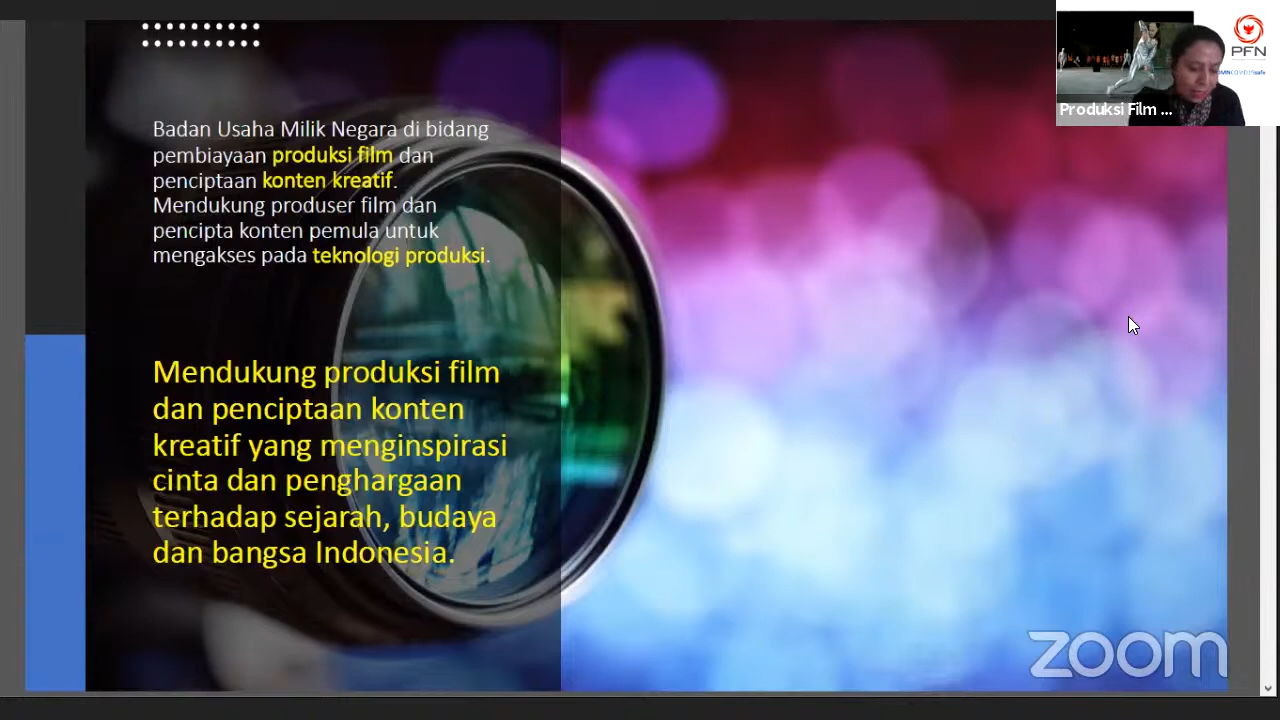 Badan Usaha Milik Negara di bidang
pembiayaan produksi film dan
penciptaan konten kreatif.
Mendukung produser film dan
pencipta konten pemula untuk
mengakses pada teknologi produksi.
Mendukung produksi film
dan penciptaan konten
kreatif yang menginspirasi
cinta dan penghargaan
terhadap sejarah, budaya
dan bangsa Indonesia.
PFN
Produksi Film ...
zoom